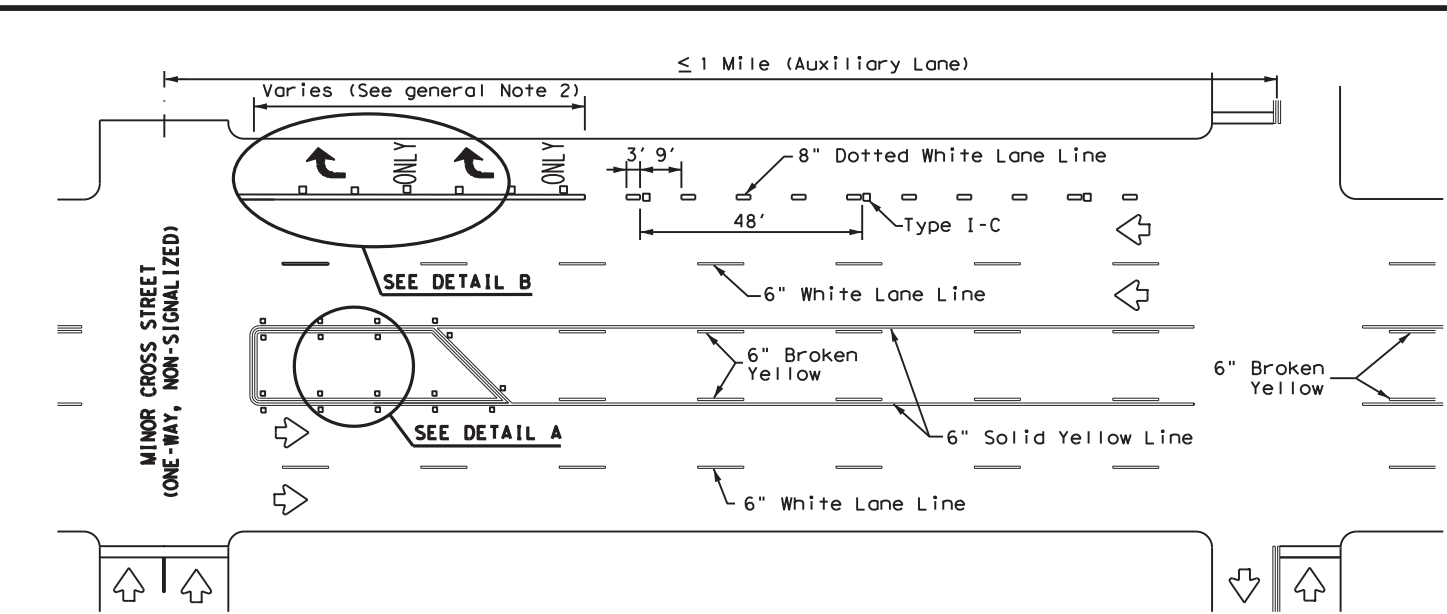 ≤ 1 Mile (Auxiliary Lane)
Varies (See general Note 2)
ONLY
ONLY
3' 9'
8" Dotted White Lane Line
48'
Type I-C
SEE DETAIL B
6" White Lane Line
MINOR CROSS STREET
(ONE-WAY, NON-SIGNALIZED)
6" Broken
Yellow
6" Broken
Yellow
SEE DETAIL A
6" Solid Yellow Line
6" White Lane Line